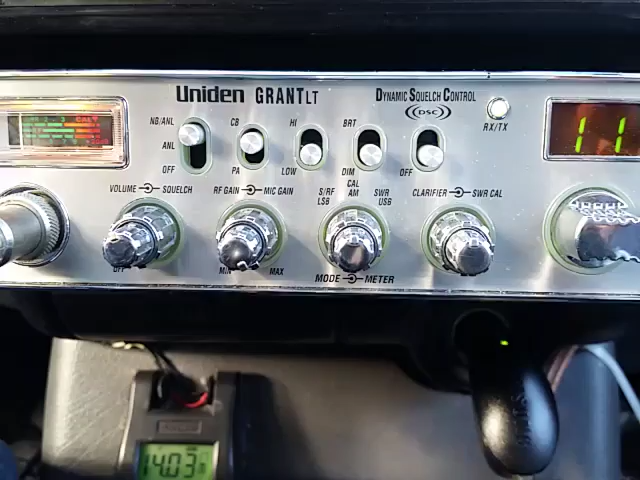 Uniden GRANT LT
DYNAMIC SQUELCH CONTROL
DSC
RX/TX
NB/ANL
ANL
OFF
CB
PA
HI
LOW
BRT
DIM
OFF
11
VOLUME SQUELCH
OFF
RF GAIN MIC GAIN
MIN MAX
S/RF CAL SWR
LSB AM USB
MODE METER
CLARIFIER SWR CAL
14.03